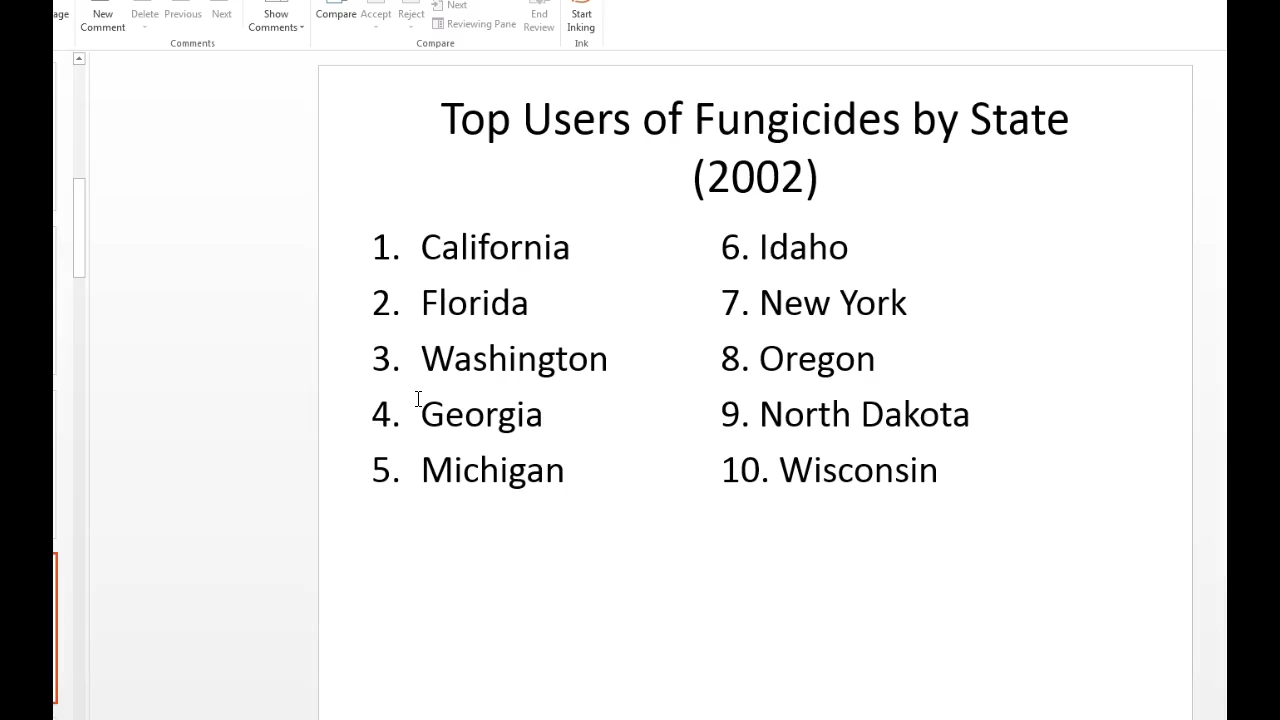 New
Comment
Delete
Previous
Next
Show
Comments
Comments
Compare
Accept
Reject
Next
Reviewing Pane
Compare
End
Review
Start
Inking
Ink
Top Users of Fungicides by State
(2002)
1. California
2. Florida
3. Washington
4. Georgia
5. Michigan
6. Idaho
7. New York
8. Oregon
9. North Dakota
10. Wisconsin